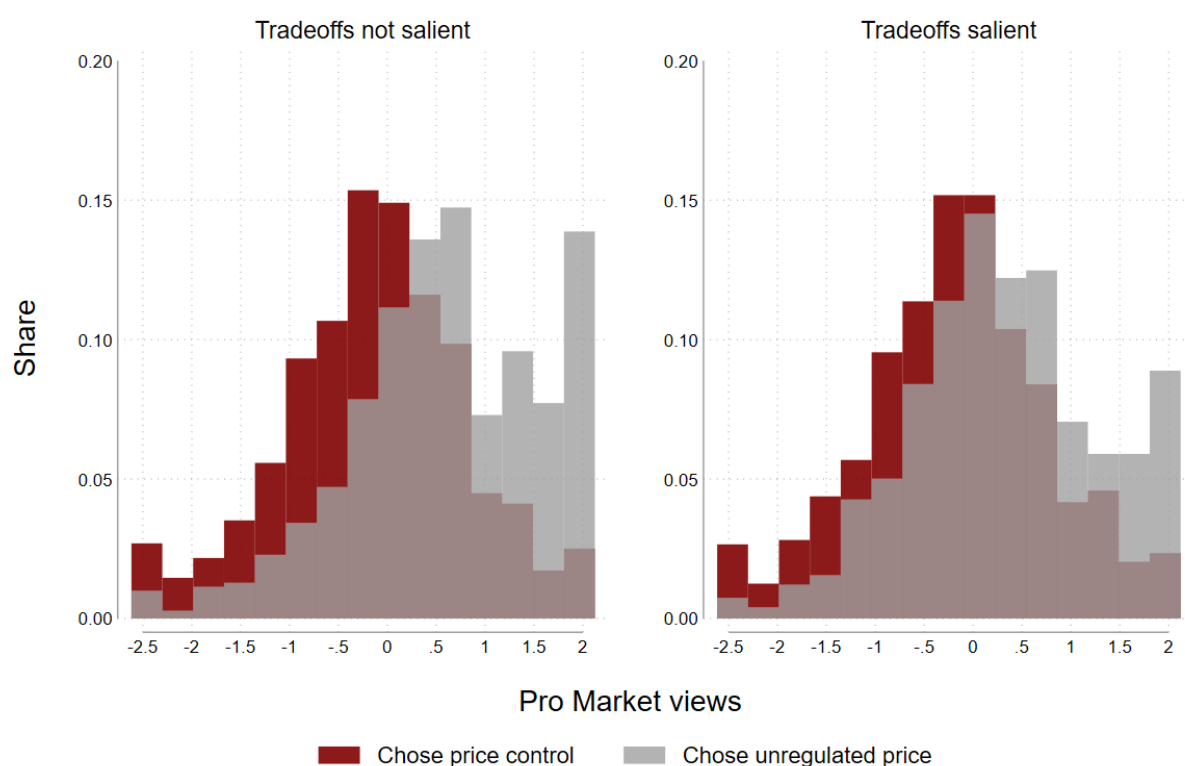 Tradeoffs not salient
Tradeoffs salient
0.20
0.15
0.10
0.05
0.00
-2.5 -2 -1.5 -1 -.5 0 .5 1 1.5 2
0.20
0.15
0.10
0.05
0.00
-2.5 -2 -1.5 -1 -.5 0 .5 1 1.5 2
Share
Pro Market views
Chose price control
Chose unregulated price